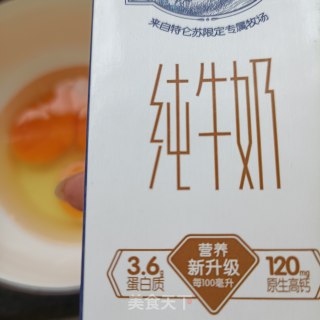 来自特仑苏限定专属牧场
纯牛奶
3.6g
蛋白质
营养
新升级
每100毫升
120mg
原生高钙
美食天下